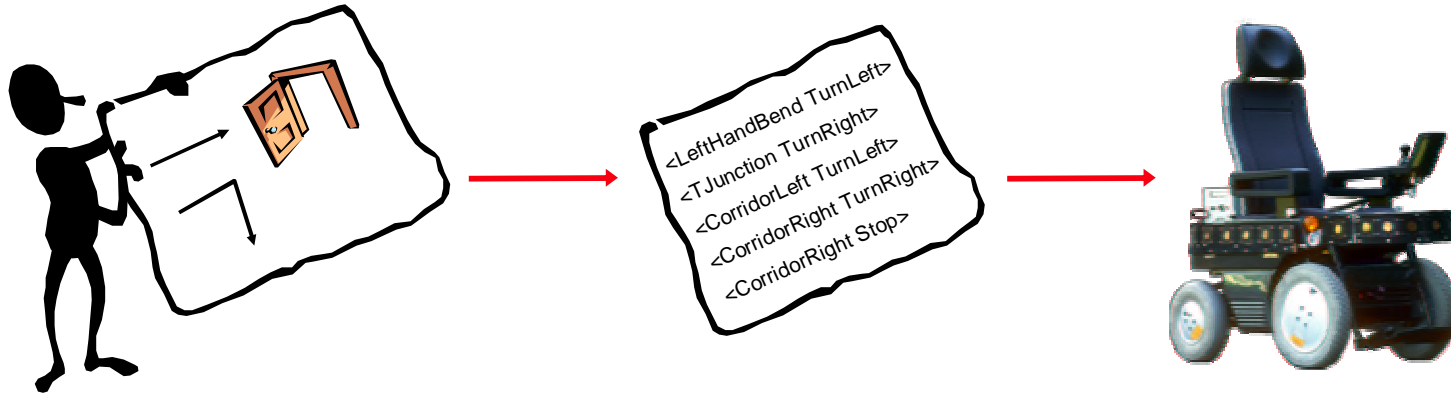 <LeftHandBend TurnLeft>
<TJunction TurnRight>
<CorridorLeft TurnLeft>
<CorridorRight TurnRight>
<CorridorRight Stop>